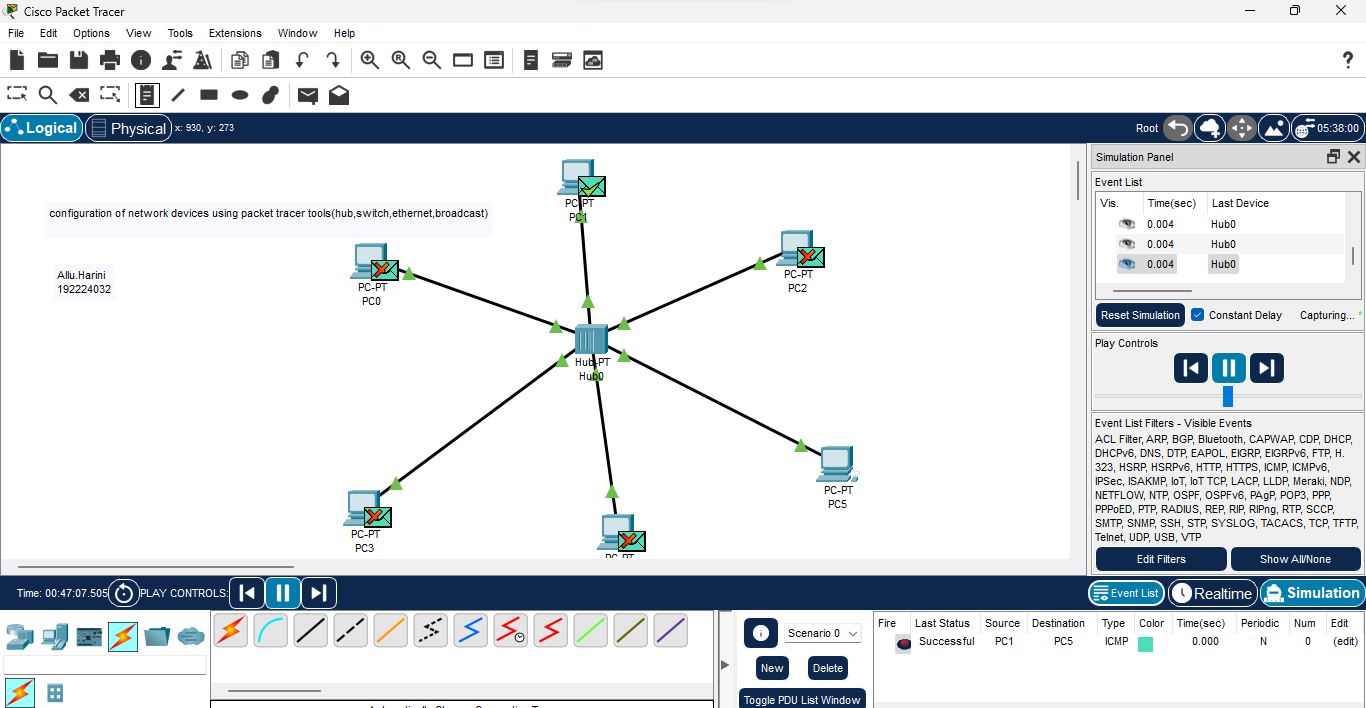 Cisco Packet Tracer
File Edit Options View Tools Extensions Window Help
Logical Physical x: 930, y: 273 Root 05:38:00
configuration of network devices using packet tracer tools(hub,switch,ethernet,broadcast)
Allu.Harini
192224032
PC-PT
PC1
PC-PT
PC0
PC-PT
PC2
Hub-PT
Hub0
PC-PT
PC5
PC-PT
PC3
PC-PT
Simulation Panel
Event List
Vis. Time(sec) Last Device
0.004 Hub0
0.004 Hub0
0.004 Hub0
Reset Simulation Constant Delay Capturing... *
Play Controls
Event List Filters - Visible Events
ACL Filter, ARP, BGP, Bluetooth, CAPWAP, CDP, DHCP,
DHCPv6, DNS, DTP, EAPOL, EIGRP, EIGRPv6, FTP, H.
323, HSRP, HSRPv6, HTTP, HTTPS, ICMP, ICMPv6,
IPSec, ISAKMP, IoT, IoT TCP, LACP, LLDP, Meraki, NDP,
NETFLOW, NTP, OSPF, OSPFv6, PAgP, POP3, PPP,
PPPoED, PTP, RADIUS, REP, RIP, RIPng, RTP, SCCP,
SMTP, SNMP, SSH, STP, SYSLOG, TACACS, TCP, TFTP,
Telnet, UDP, USB, VTP
Edit Filters Show All/None
Time: 00:47:07.505 PLAY CONTROLS: Event List Realtime Simulation
Scenario 0
New Delete
Toggle PDU List Window
Fire Last Status Source Destination Type Color Time(sec) Periodic Num Edit
Successful PC1 PC5 ICMP 0.000 N 0 (edit)